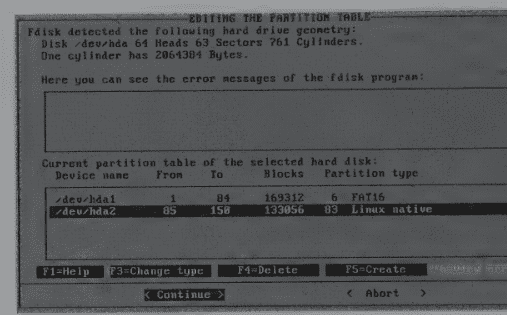 EDITING THE PARTITION TABLE
Fdisk detected the following hard drive geometry:
Disk /dev/hda 64 Heads 63 Sectors 761 Cylinders.
One cylinder has 2064384 Bytes.
Here you can see the error messages of the fdisk program:
Current partition table of the selected hard disk:
Device name From To Blocks Partition type
/dev/hda1 1 84 169312 6 FAT16
/dev/hda2 85 150 133056 83 Linux native
F1=Help F3=Change type F4=Delete F5=Create
< Continue > < Abort >